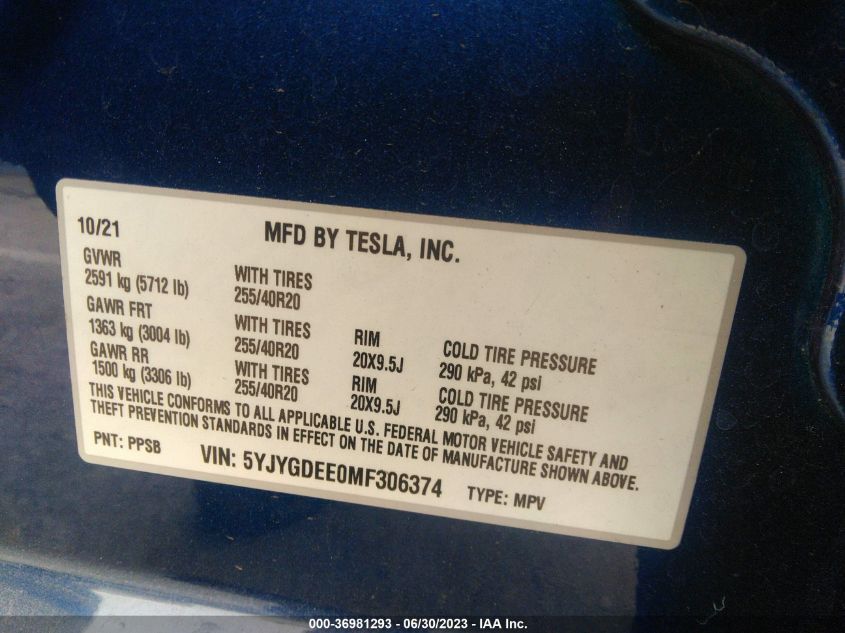 10/21
MFD BY TESLA, INC.
GVWR
2591 kg (5712 lb)
WITH TIRES
255/40R20
GAWR FRT
1363 kg (3004 lb)
WITH TIRES
255/40R20
RIM
20X9.5J
COLD TIRE PRESSURE
290 kPa, 42 psi
GAWR RR
1500 kg (3306 lb)
WITH TIRES
255/40R20
RIM
20X9.5J
COLD TIRE PRESSURE
290 kPa, 42 psi
THIS VEHICLE CONFORMS TO ALL APPLICABLE U.S. FEDERAL MOTOR VEHICLE SAFETY AND
THEFT PREVENTION STANDARDS IN EFFECT ON THE DATE OF MANUFACTURE SHOWN ABOVE.
PNT: PPSB
VIN: 5YJYGDEE0MF306374
TYPE: MPV
000-36981293 - 06/30/2023 - IAA Inc.